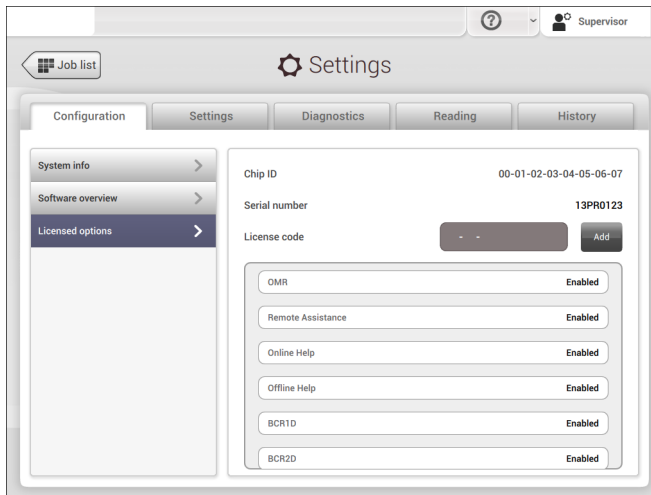 Supervisor
Job list
Settings
Configuration Settings Diagnostics Reading History
System info
Software overview
Licensed options
Chip ID 00-01-02-03-04-05-06-07
Serial number 13PR0123
License code - - Add
OMR Enabled
Remote Assistance Enabled
Online Help Enabled
Offline Help Enabled
BCR1D Enabled
BCR2D Enabled